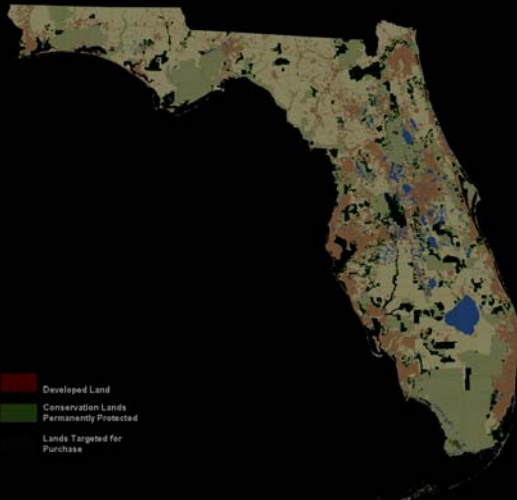 Developed Land
Conservation Lands
Permanently Protected
Lands Targeted for
Purchase